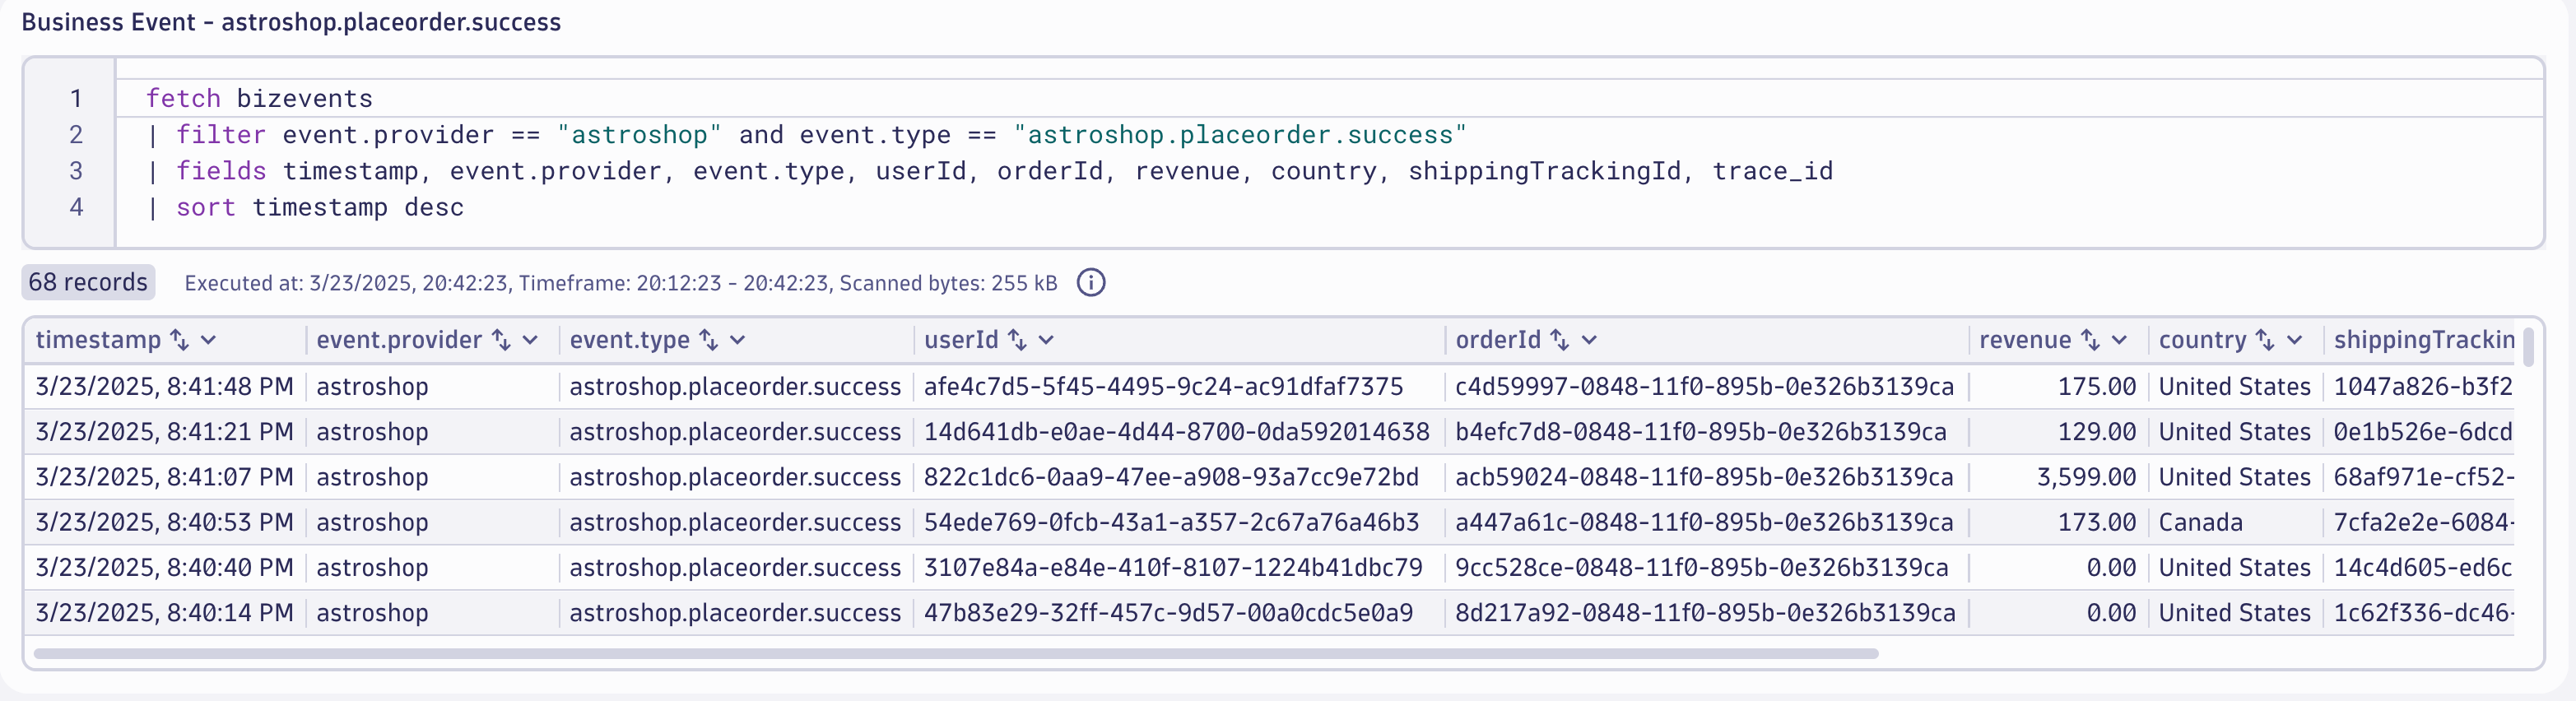 Business Event - astroshop.placeorder.success
1 fetch bizevents
2 | filter event.provider == "astroshop" and event.type == "astroshop.placeorder.success"
3 | fields timestamp, event.provider, event.type, userId, orderId, revenue, country, shippingTrackingId, trace_id
4 | sort timestamp desc
68 records Executed at: 3/23/2025, 20:42:23, Timeframe: 20:12:23 - 20:42:23, Scanned bytes: 255 kB
timestamp event.provider event.type userId orderId revenue country shippingTrackin
3/23/2025, 8:41:48 PM astroshop astroshop.placeorder.success afe4c7d5-5f45-4495-9c24-ac91dfaf7375 c4d59997-0848-11f0-895b-0e326b3139ca 175.00 United States 1047a826-b3f2
3/23/2025, 8:41:21 PM astroshop astroshop.placeorder.success 14d641db-e0ae-4d44-8700-0da592014638 b4efc7d8-0848-11f0-895b-0e326b3139ca 129.00 United States 0e1b526e-6dcd
3/23/2025, 8:41:07 PM astroshop astroshop.placeorder.success 822c1dc6-0aa9-47ee-a908-93a7cc9e72bd acb59024-0848-11f0-895b-0e326b3139ca 3,599.00 United States 68af971e-cf52-
3/23/2025, 8:40:53 PM astroshop astroshop.placeorder.success 54ede769-0fcb-43a1-a357-2c67a76a46b3 a447a61c-0848-11f0-895b-0e326b3139ca 173.00 Canada 7cfa2e2e-6084-
3/23/2025, 8:40:40 PM astroshop astroshop.placeorder.success 3107e84a-e84e-410f-8107-1224b41dbc79 9cc528ce-0848-11f0-895b-0e326b3139ca 0.00 United States 14c4d605-ed6c
3/23/2025, 8:40:14 PM astroshop astroshop.placeorder.success 47b83e29-32ff-457c-9d57-00a0cdc5e0a9 8d217a92-0848-11f0-895b-0e326b3139ca 0.00 United States 1c62f336-dc46-